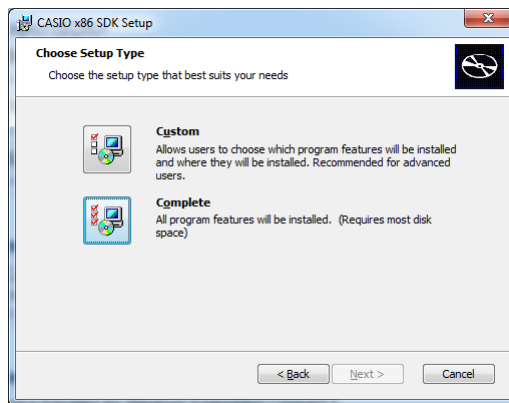 CASIO x86 SDK Setup
Choose Setup Type
Choose the setup type that best suits your needs
Custom
Allows users to choose which program features will be installed
and where they will be installed. Recommended for advanced
users.
Complete
All program features will be installed. (Requires most disk
space)
< Back Next > Cancel